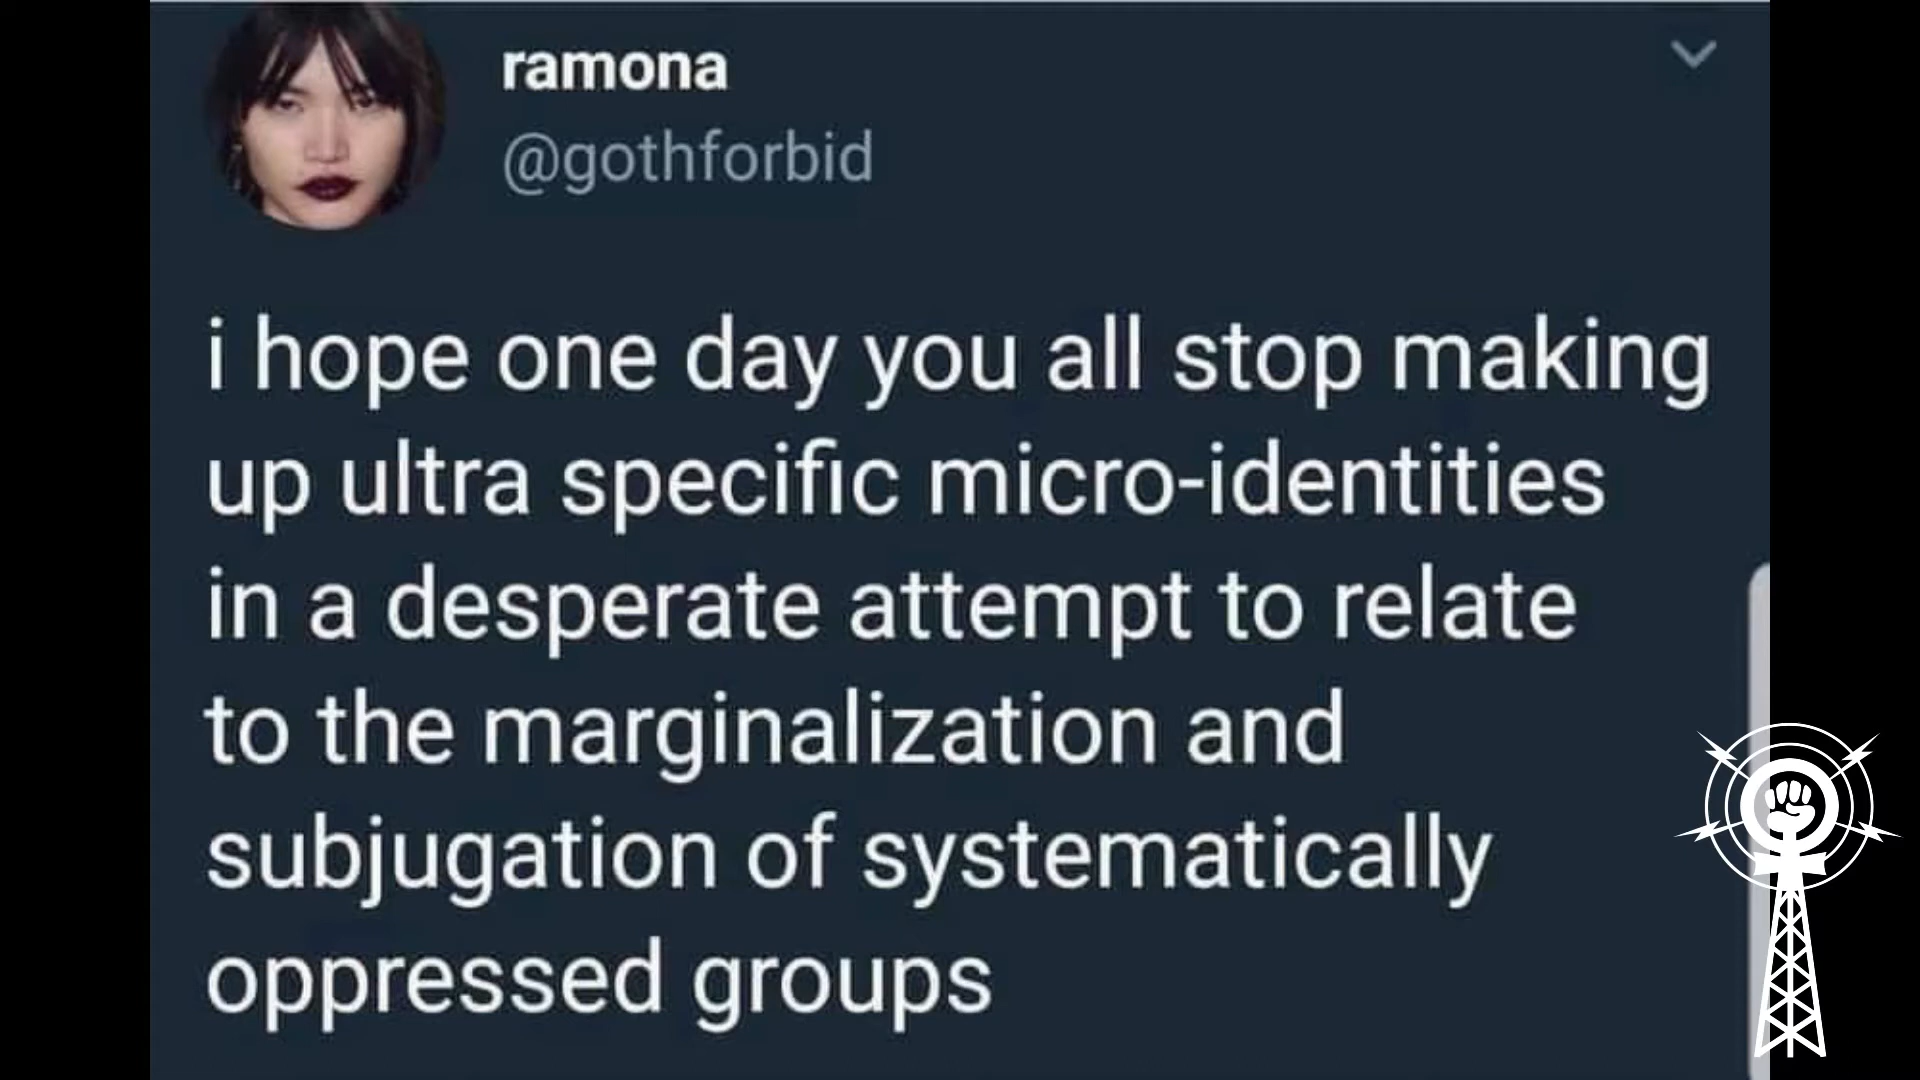 ramona
@gothforbid
i hope one day you all stop making
up ultra specific micro-identities
in a desperate attempt to relate
to the marginalization and
subjugation of systematically
oppressed groups